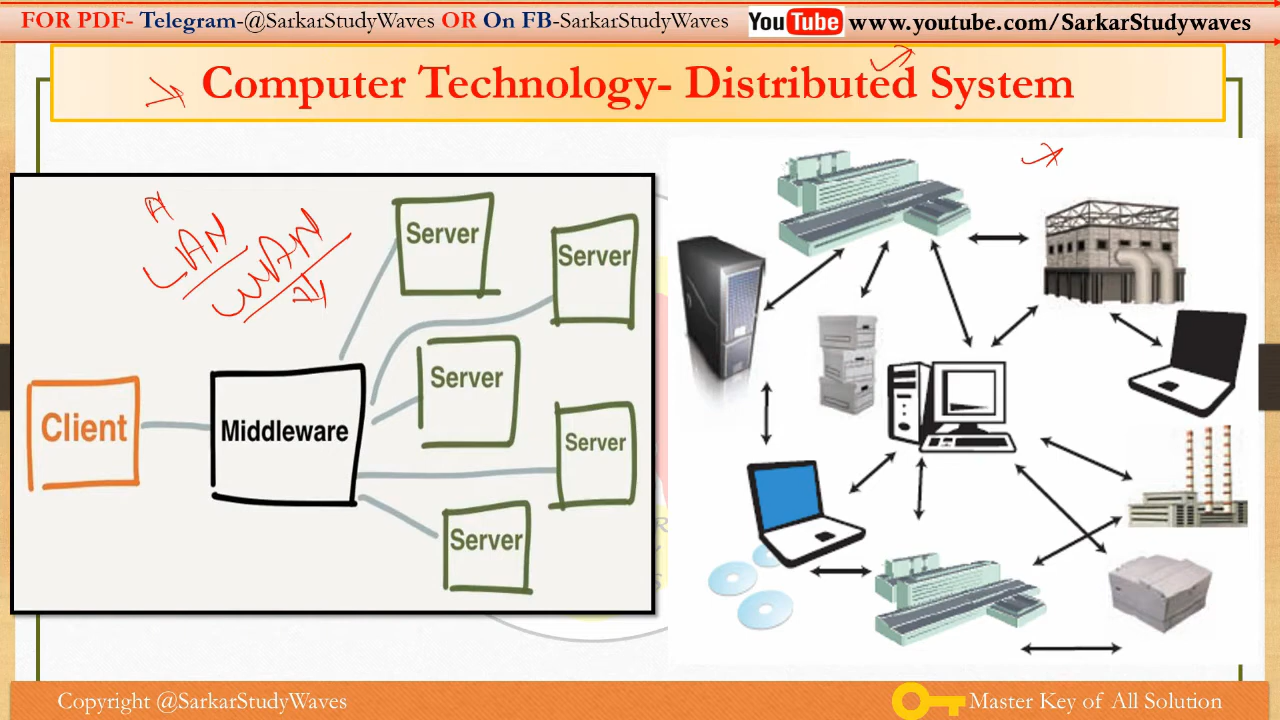 FOR PDF- Telegram-@SarkarStudyWaves OR On FB-SarkarStudyWaves YouTube www.youtube.com/SarkarStudywaves
Computer Technology- Distributed System
LAN
WAN
Server
Server
Server
Client
Middleware
Server
Server
Copyright @SarkarStudyWaves
Master Key of All Solution